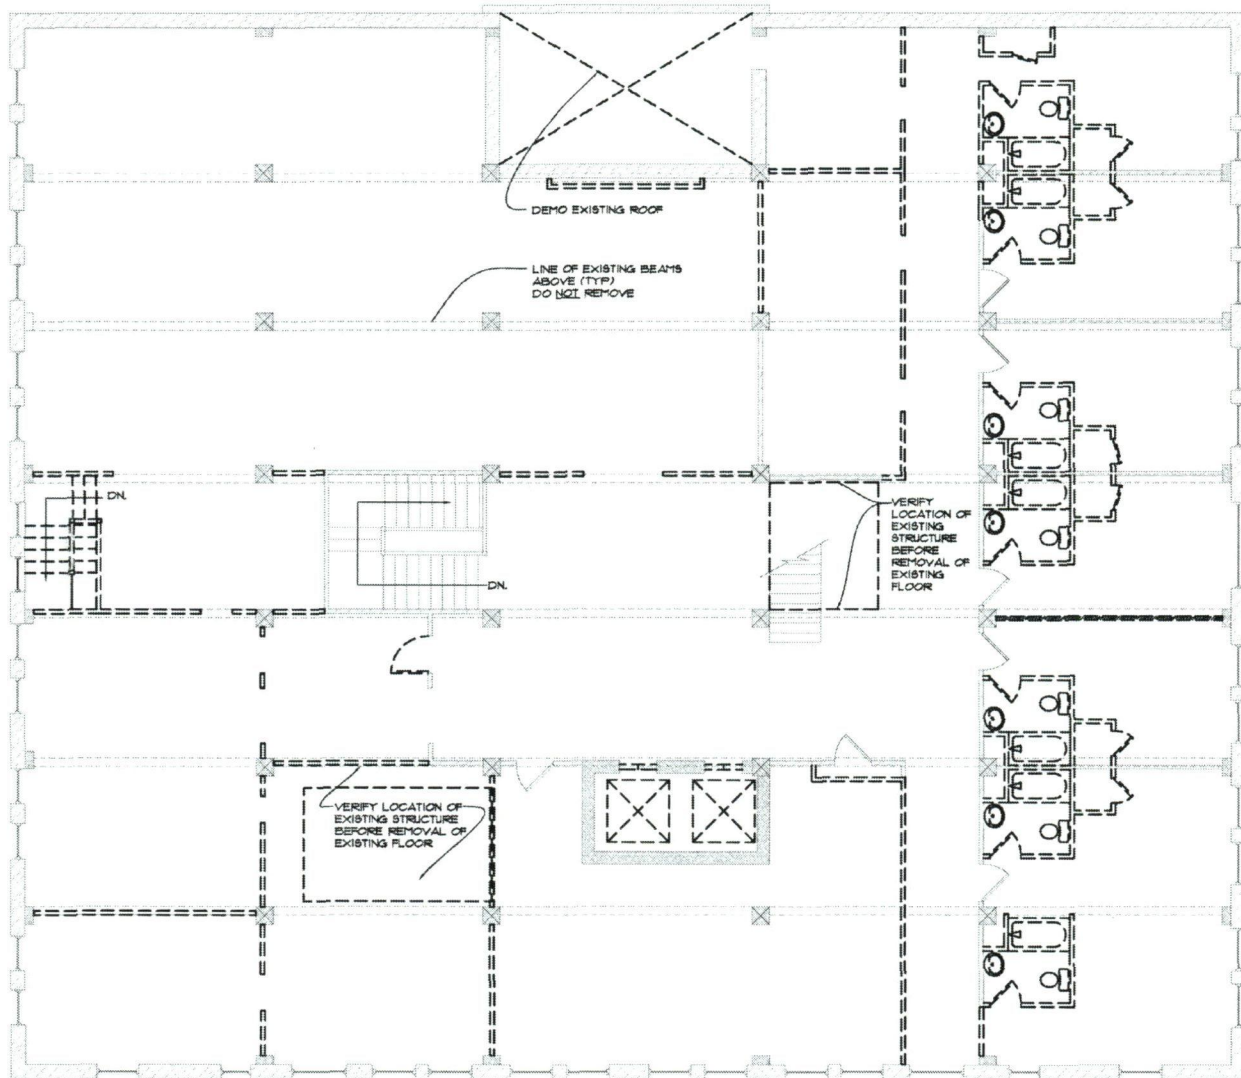 DEMO EXISTING ROOF
LINE OF EXISTING BEAMS
ABOVE (TYP)
DO NOT REMOVE
DN.
DN.
VERIFY
LOCATION OF
EXISTING
STRUCTURE
BEFORE
REMOVAL OF
EXISTING
FLOOR
VERIFY LOCATION OF
EXISTING STRUCTURE
BEFORE REMOVAL OF
EXISTING FLOOR